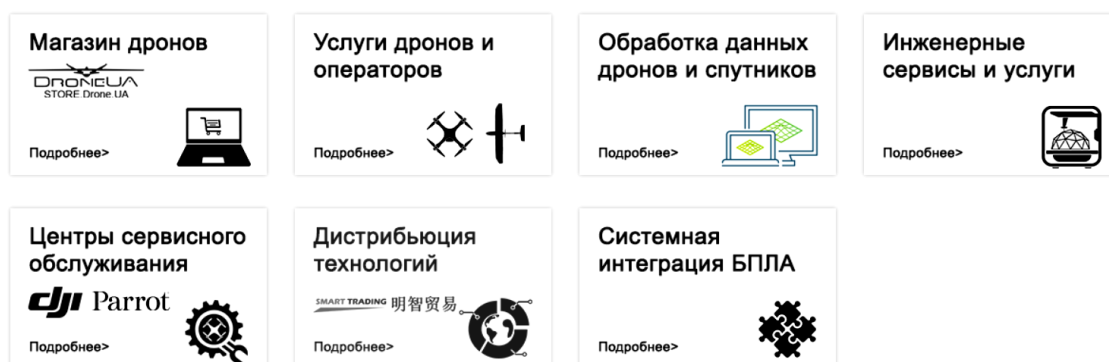 Магазин дронов
DRONEUA
STORE.Drone.UA
Подробнее>
Услуги дронов и
операторов
Подробнее>
Обработка данных
дронов и спутников
Подробнее>
Инженерные
сервисы и услуги
Подробнее>
Центры сервисного
обслуживания
dji Parrot
Подробнее>
Дистрибьюция
технологий
SMART TRADING 明智贸易
Подробнее>
Системная
интеграция БПЛА
Подробнее>